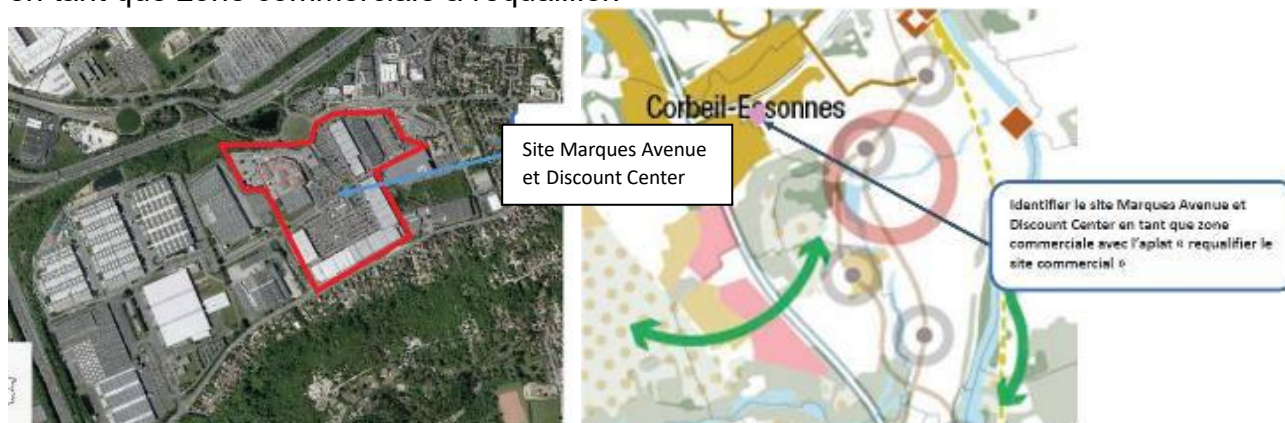 en tant que zone commerciale à requalifier.
Site Marques Avenue
et Discount Center
Corbeil-Essonnes
Identifier le site Marques Avenue et
Discount Center en tant que zone
commerciale avec l'aplat « requalifier le
site commercial »